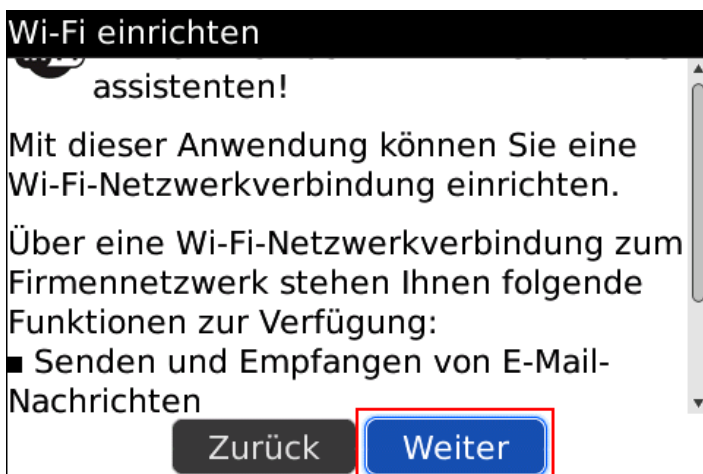 Wi-Fi einrichten
assistenten!
Mit dieser Anwendung können Sie eine
Wi-Fi-Netzwerkverbindung einrichten.
Über eine Wi-Fi-Netzwerkverbindung zum
Firmennetzwerk stehen Ihnen folgende
Funktionen zur Verfügung:
■ Senden und Empfangen von E-Mail-
Nachrichten
Zurück Weiter